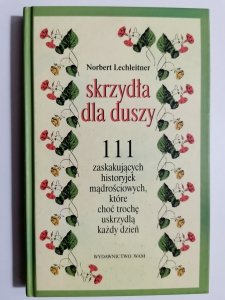 Norbert Lechleitner
skrzydła
dla duszy
111
zaskakujących
historyjek
mądrościowych,
które
choć trochę
uskrzydlą
każdy dzień
WYDAWNICTWO WAM